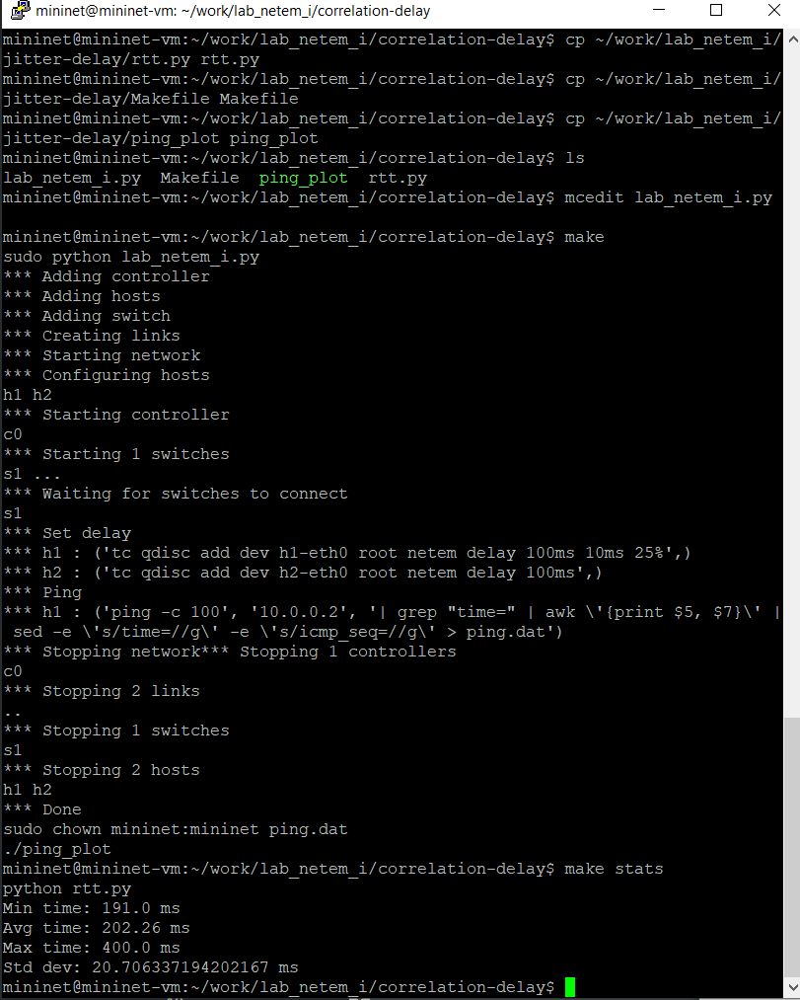 mininet@mininet-vm: ~/work/lab_netem_i/correlation-delay
mininet@mininet-vm:~/work/lab_netem_i/correlation-delay$ cp ~/work/lab_netem_i/
jitter-delay/rtt.py rtt.py
mininet@mininet-vm:~/work/lab_netem_i/correlation-delay$ cp ~/work/lab_netem_i/
jitter-delay/Makefile Makefile
mininet@mininet-vm:~/work/lab_netem_i/correlation-delay$ cp ~/work/lab_netem_i/
jitter-delay/ping_plot ping_plot
mininet@mininet-vm:~/work/lab_netem_i/correlation-delay$ ls
lab_netem_i.py  Makefile  ping_plot  rtt.py
mininet@mininet-vm:~/work/lab_netem_i/correlation-delay$ mcedit lab_netem_i.py
mininet@mininet-vm:~/work/lab_netem_i/correlation-delay$ make
sudo python lab_netem_i.py
*** Adding controller
*** Adding hosts
*** Adding switch
*** Creating links
*** Starting network
*** Configuring hosts
h1 h2
*** Starting controller
c0
*** Starting 1 switches
s1 ...
*** Waiting for switches to connect
s1
*** Set delay
*** h1 : ('tc qdisc add dev h1-eth0 root netem delay 100ms 10ms 25%',)
*** h2 : ('tc qdisc add dev h2-eth0 root netem delay 100ms',)
*** Ping
*** h1 : ('ping -c 100', '10.0.0.2', '| grep "time=" | awk \'{print $5, $7}\' |
 sed -e \'s/time=//g\' -e \'s/icmp_seq=//g\' > ping.dat')
*** Stopping network*** Stopping 1 controllers
c0
*** Stopping 2 links
..
*** Stopping 1 switches
s1
*** Stopping 2 hosts
h1 h2
*** Done
sudo chown mininet:mininet ping.dat
./ping_plot
mininet@mininet-vm:~/work/lab_netem_i/correlation-delay$ make stats
python rtt.py
Min time: 191.0 ms
Avg time: 202.26 ms
Max time: 400.0 ms
Std dev: 20.706337194202167 ms
mininet@mininet-vm:~/work/lab_netem_i/correlation-delay$